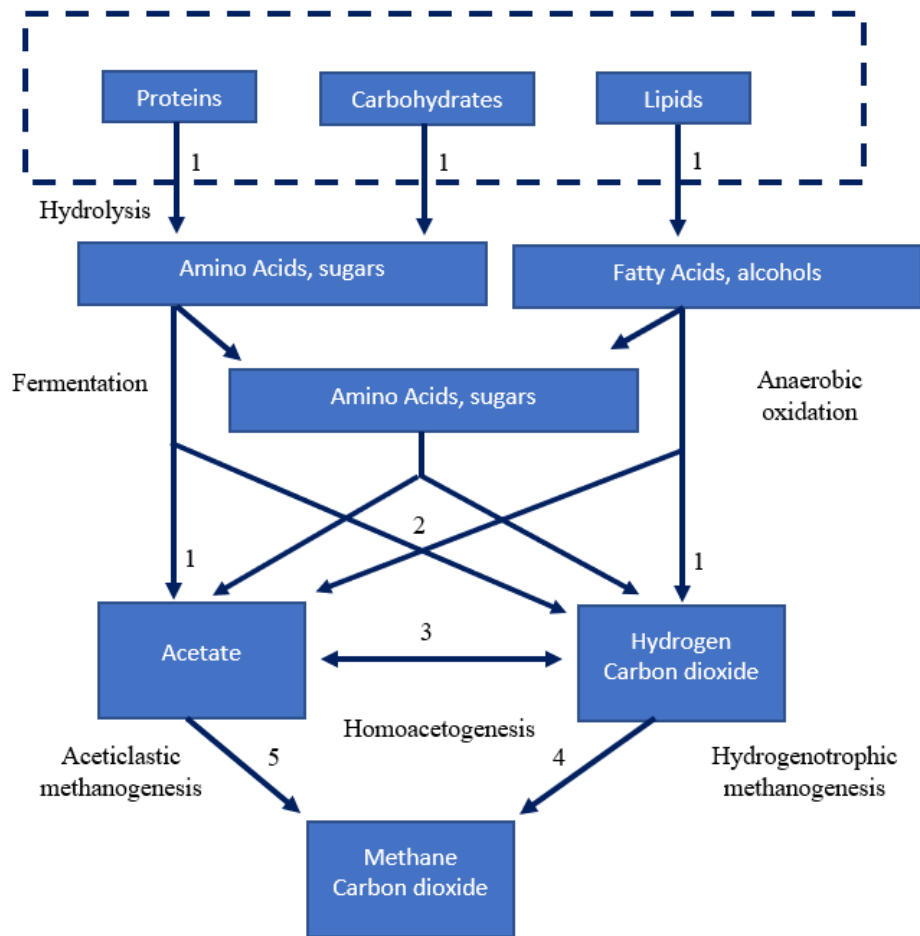 Proteins
Carbohydrates
Lipids
1
1
1
Hydrolysis
Amino Acids, sugars
Fatty Acids, alcohols
Fermentation
Amino Acids, sugars
Anaerobic
oxidation
2
1
1
Acetate
3
Hydrogen
Carbon dioxide
Homoacetogenesis
Aceticlastic
methanogenesis
5
4
Hydrogenotrophic
methanogenesis
Methane
Carbon dioxide